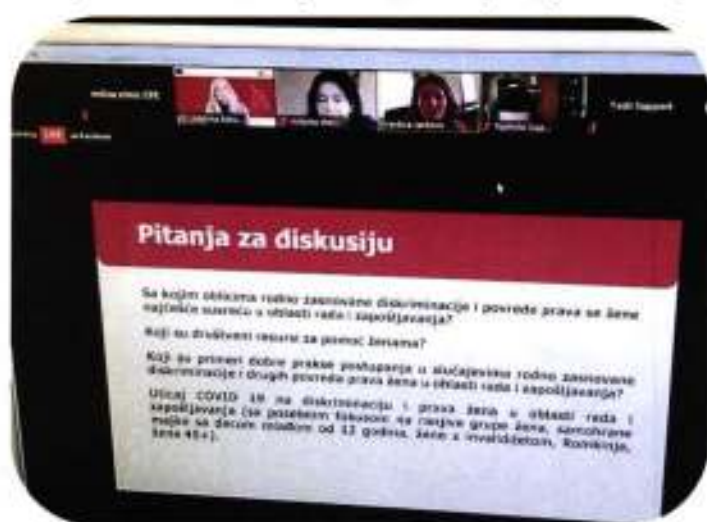 Tech Support
Pitanja za diskusiju
Sa kojim oblicima rodno zasnovane diskriminacije i povrede prava se žene
najčešće susreću u oblasti rada i zapošljavanja?
Koji su društveni resursi za pomoć ženama?
Koji su primeri dobre prakse postupanja u slučajevima rodno zasnovane
diskriminacije i drugih povreda prava žena u oblasti rada i zapošljavanja?
Uticaj COVID 19 na diskriminaciju i prava žena u oblasti rada i
zapošljavanja (sa posebnim fokusom na ranjive grupe žena, samohrane
majke sa decom mlađom od 12 godina, žene s invaliditetom, Romkinje,
žene 45+).